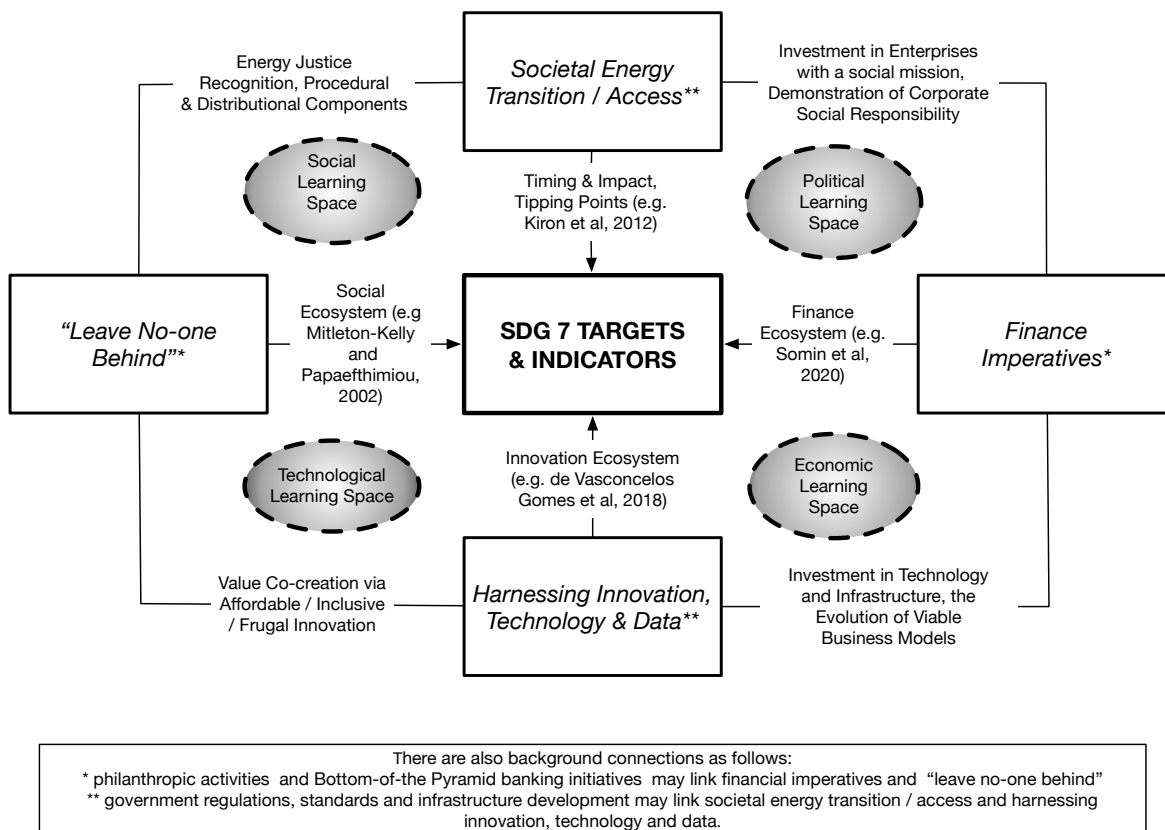 Energy Justice
Recognition, Procedural
& Distributional Components
Societal Energy
Transition / Access**
Investment in Enterprises
with a social mission,
Demonstration of Corporate
Social Responsibility
Social
Learning
Space
Timing & Impact,
Tipping Points (e.g.
Kiron et al, 2012)
Political
Learning
Space
“Leave No-one
Behind”*
Social
Ecosystem (e.g
Mitleton-Kelly
and
Papaefthimiou,
2002)
SDG 7 TARGETS
& INDICATORS
Finance
Ecosystem (e.g.
Somin et al,
2020)
Finance
Imperatives*
Technological
Learning Space
Innovation Ecosystem
(e.g. de Vasconcelos
Gomes et al, 2018)
Economic
Learning
Space
Value Co-creation via
Affordable / Inclusive
/ Frugal Innovation
Harnessing Innovation,
Technology & Data**
Investment in Technology
and Infrastructure, the
Evolution of Viable
Business Models
There are also background connections as follows:
* philanthropic activities and Bottom-of-the Pyramid banking initiatives may link financial imperatives and “leave no-one behind”
** government regulations, standards and infrastructure development may link societal energy transition / access and harnessing
innovation, technology and data.